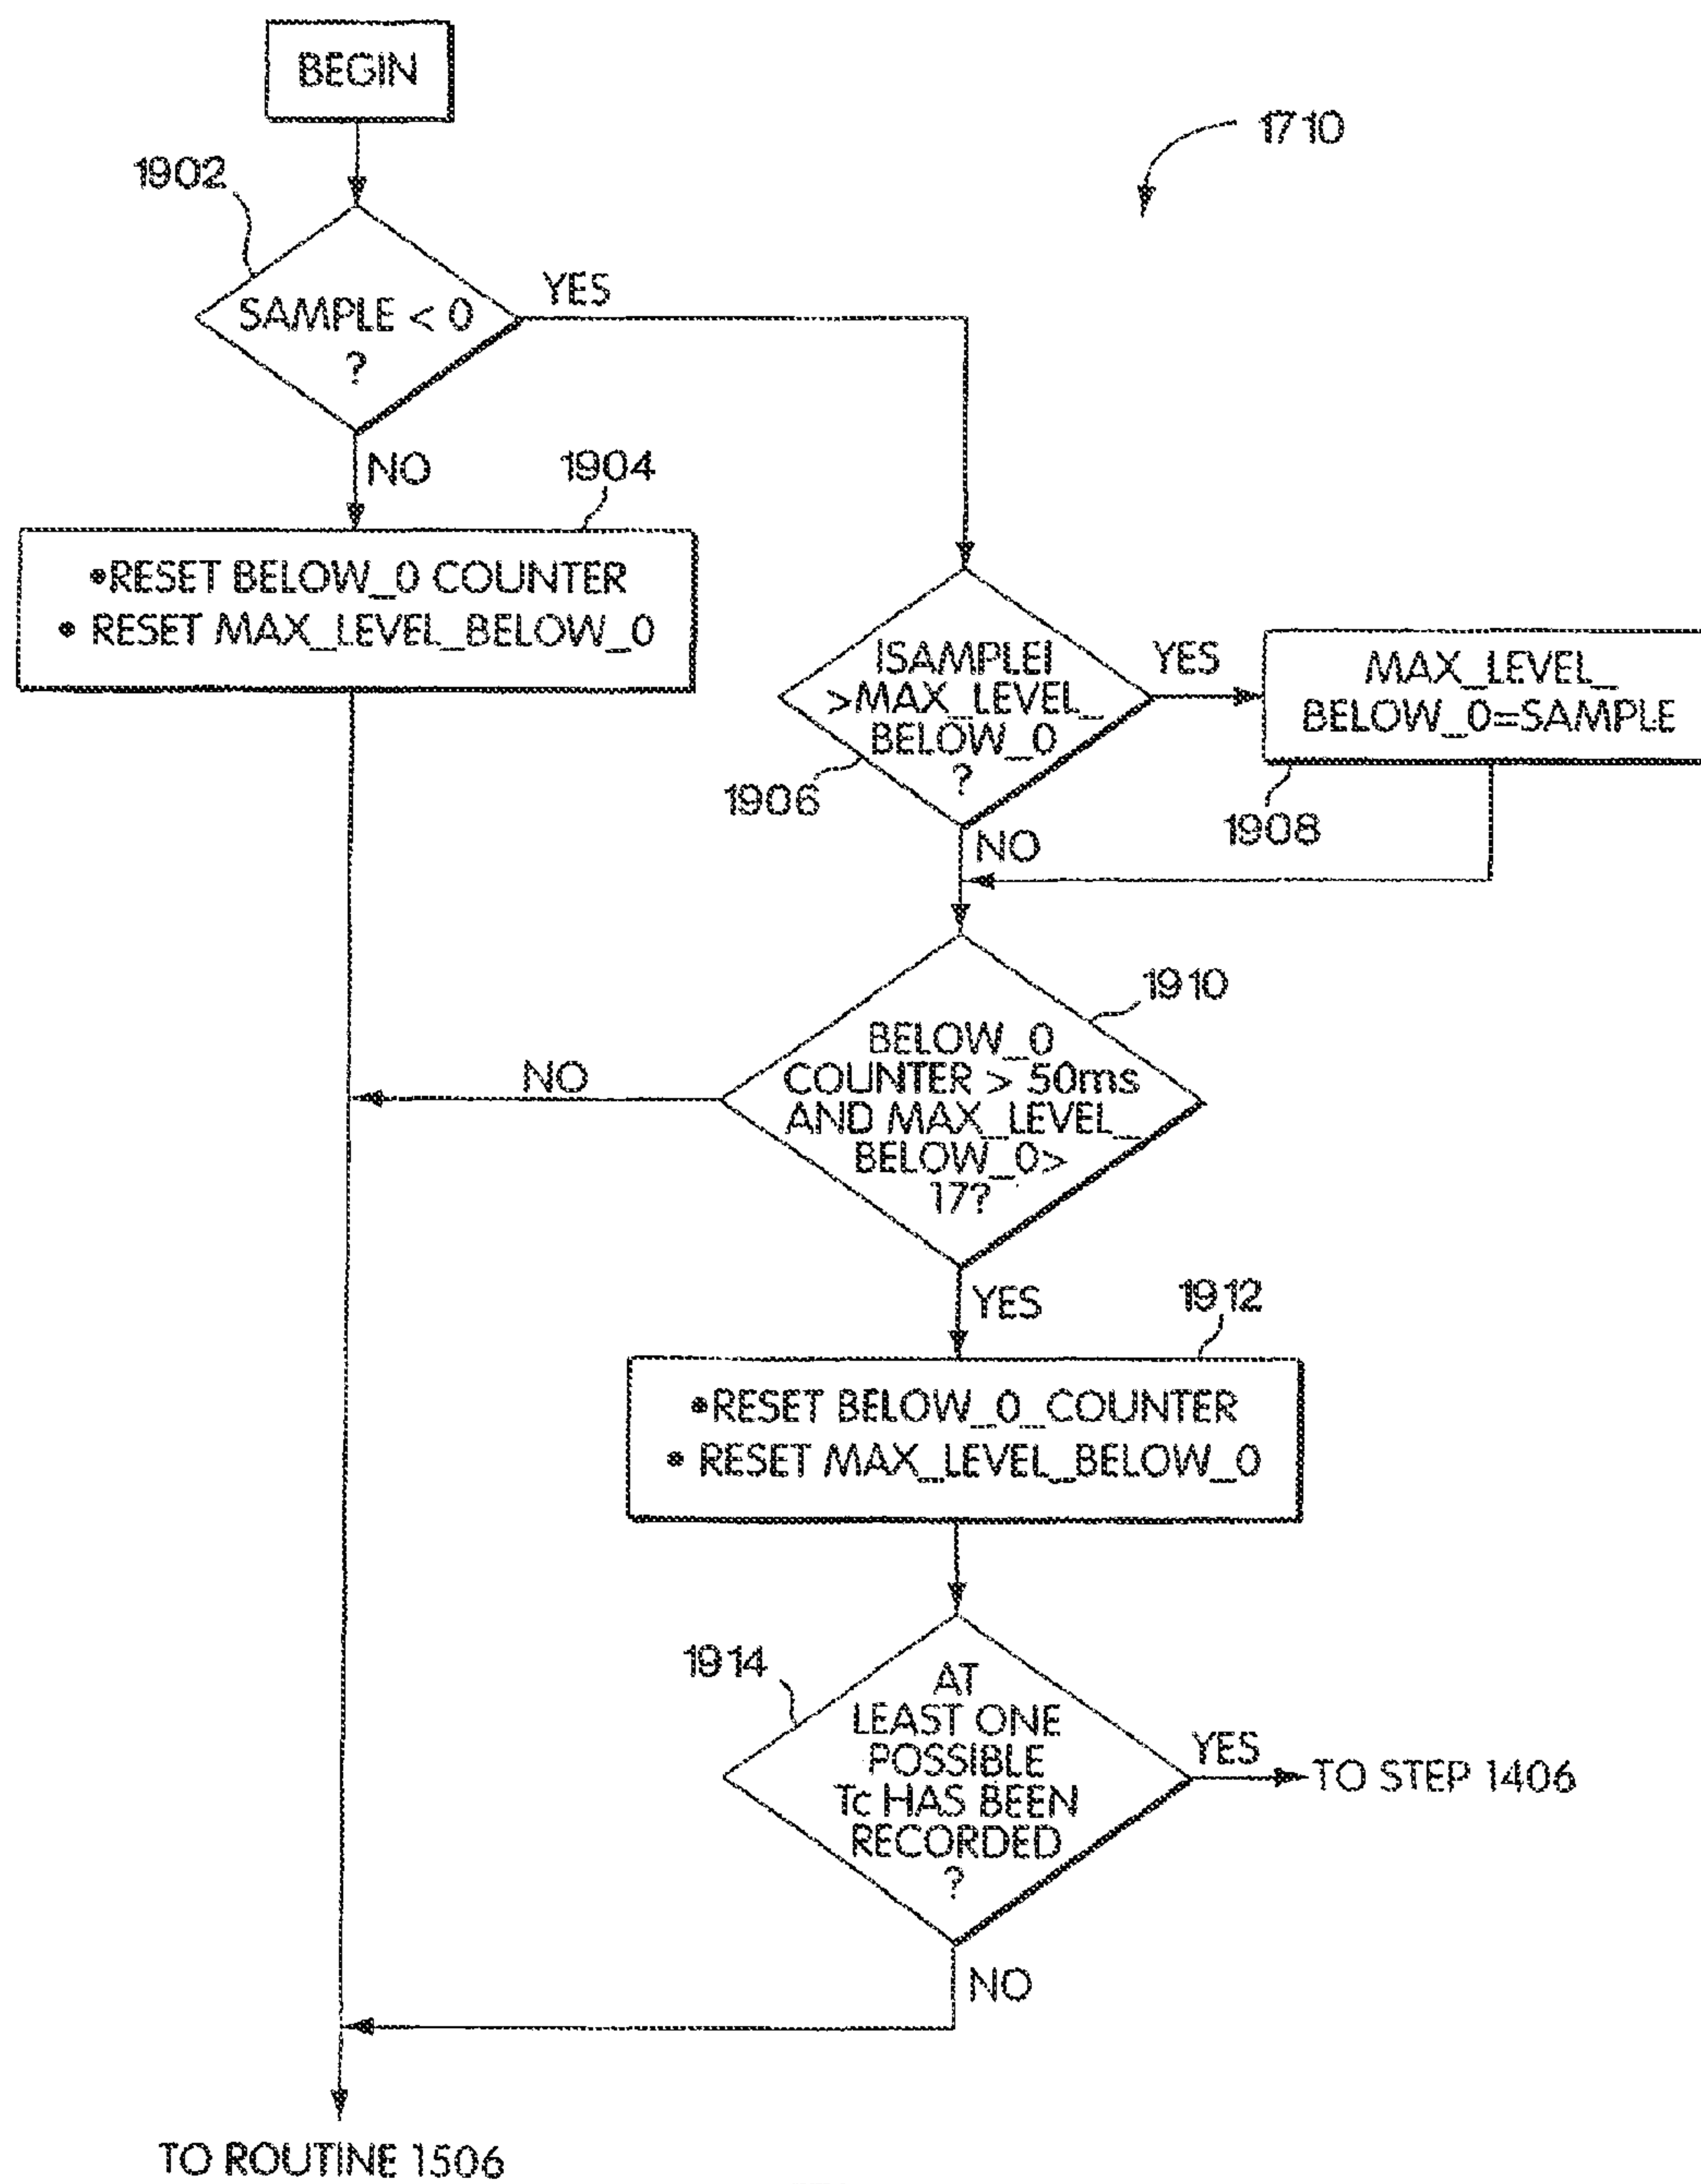 BEGIN
1710
1902
SAMPLE < 0
?
YES
NO
1904
•RESET BELOW_0 COUNTER
• RESET MAX_LEVEL_BELOW_0
|SAMPLE|
>MAX_LEVEL_
BELOW_0
?
YES
1906
MAX_LEVEL_
BELOW_0=SAMPLE
1908
NO
1910
BELOW_0
COUNTER > 50ms
AND MAX_LEVEL_
BELOW_0>
17?
NO
YES
1912
•RESET BELOW_0_COUNTER
• RESET MAX_LEVEL_BELOW_0
1914
AT
LEAST ONE
POSSIBLE
Tc HAS BEEN
RECORDED
?
YES
TO STEP 1406
NO
TO ROUTINE 1506